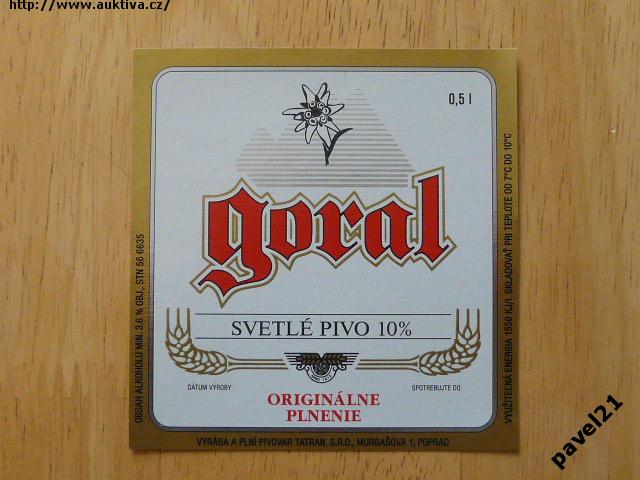 http://www.auktiva.cz/
0,5 l
goral
SVETLÉ PIVO 10%
DÁTUM VÝROBY:
SPOTREBUJTE DO:
ORIGINÁLNE
PLNENIE
OBSAH ALKOHOLU MIN. 3.6 % OBJ., STN 56 6635
VYUŽITEĽNÁ ENERGIA 1550 KJ/l SKLADOVAŤ PRI TEPLOTE OD 7°C DO 10°C
VYRÁBA A PLNÍ PIVOVAR TATRAN, S.R.O., MURGAŠOVA 1, POPRAD
pavel21